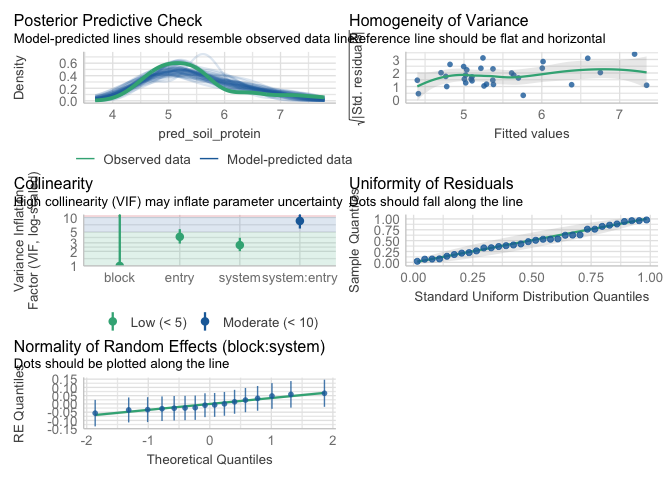 Posterior Predictive Check
Model-predicted lines should resemble observed data line
Density
0.6
0.4
0.2
0.0
4
5
6
7
pred_soil_protein
Observed data
Model-predicted data
Homogeneity of Variance
Reference line should be flat and horizontal
√|Std. residuals|
3
2
1
0
5
6
7
Fitted values
Collinearity
High collinearity (VIF) may inflate parameter uncertainty
Variance Inflation
Factor (VIF, log-scaled)
10
5
3
2
1
block
entry
system
system:entry
Low (< 5)
Moderate (< 10)
Uniformity of Residuals
Dots should fall along the line
Sample Quantiles
1.00
0.75
0.50
0.25
0.00
0.00
0.25
0.50
0.75
1.00
Standard Uniform Distribution Quantiles
Normality of Random Effects (block:system)
Dots should be plotted along the line
RE Quantiles
0.15
0.10
0.05
0.00
-0.05
-0.10
-0.15
-2
-1
0
1
2
Theoretical Quantiles